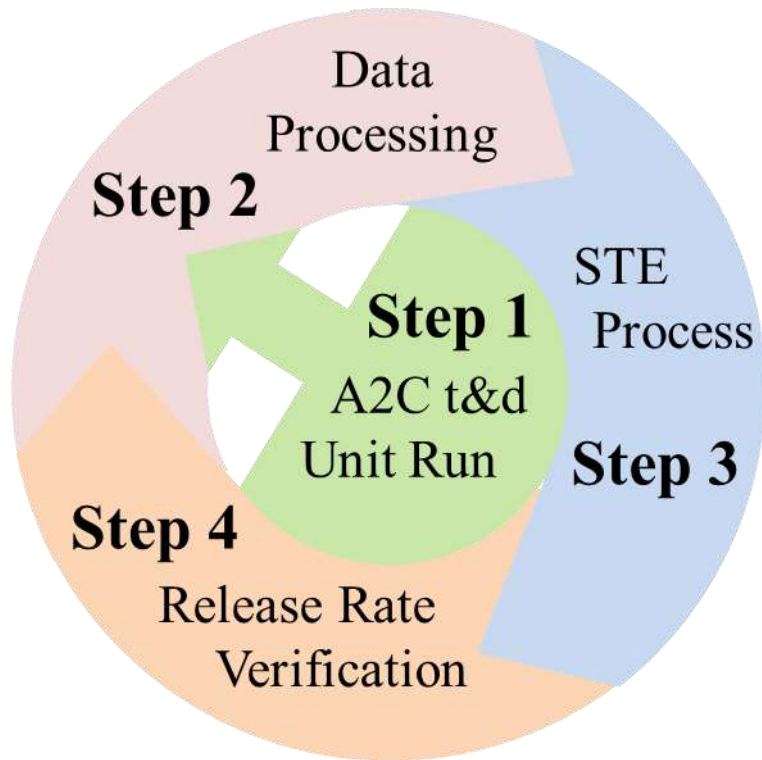 Step 1
A2C t&d
Unit Run
Data
Processing
Step 2
STE
Process
Step 3
Step 4
Release Rate
Verification